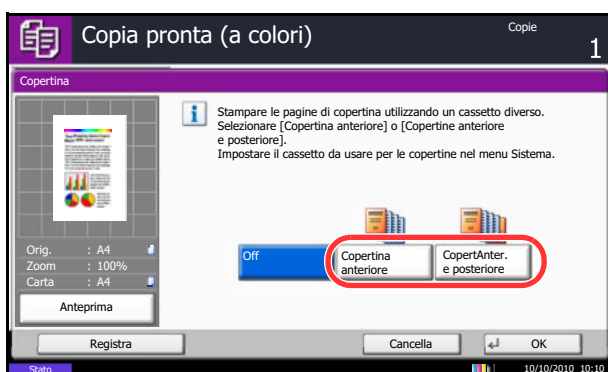 Copia pronta (a colori)
Copie
1
Copertina
Stampare le pagine di copertina utilizzando un cassetto diverso.
Selezionare [Copertina anteriore] o [Copertine anteriore
e posteriore].
Impostare il cassetto da usare per le copertine nel menu Sistema.
Orig. : A4
Zoom : 100%
Carta : A4
Anteprima
Off
Copertina
anteriore
CopertAnter.
e posteriore
Registra
Cancella
OK
Stato
10/10/2010 10:10